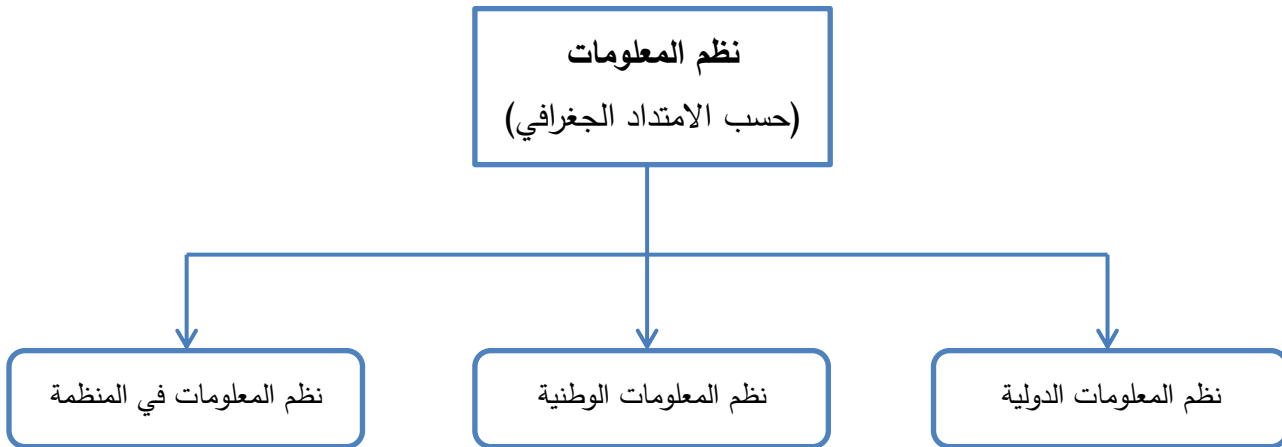 نظم المعلومات
(حسب الامتداد الجغرافي)
نظم المعلومات الدولية
نظم المعلومات الوطنية
نظم المعلومات في المنظمة